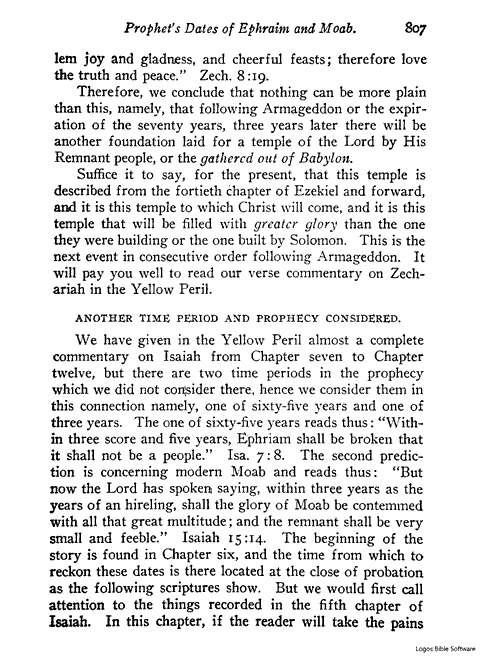 Prophet's Dates of Ephraim and Moab. 807
lem joy and gladness, and cheerful feasts; therefore love
the truth and peace." Zech. 8:19.
Therefore, we conclude that nothing can be more plain
than this, namely, that following Armageddon or the expir-
ation of the seventy years, three years later there will be
another foundation laid for a temple of the Lord by His
Remnant people, or the gathered out of Babylon.
Suffice it to say, for the present, that this temple is
described from the fortieth chapter of Ezekiel and forward,
and it is this temple to which Christ will come, and it is this
temple that will be filled with greater glory than the one
they were building or the one built by Solomon. This is the
next event in consecutive order following Armageddon. It
will pay you well to read our verse commentary on Zech-
ariah in the Yellow Peril.
ANOTHER TIME PERIOD AND PROPHECY CONSIDERED.
We have given in the Yellow Peril almost a complete
commentary on Isaiah from Chapter seven to Chapter
twelve, but there are two time periods in the prophecy
which we did not consider there, hence we consider them in
this connection namely, one of sixty-five years and one of
three years. The one of sixty-five years reads thus: "With-
in three score and five years, Ephriam shall be broken that
it shall not be a people." Isa. 7:8. The second predic-
tion is concerning modern Moab and reads thus: "But
now the Lord has spoken, saying, within three years as the
years of an hireling, shall the glory of Moab be contemned
with all that great multitude; and the remnant shall be very
small and feeble." Isaiah 15:14. The beginning of the
story is found in Chapter six, and the time from which to
reckon these dates is there located at the close of probation
as the following scriptures show. But we would first call
attention to the things recorded in the fifth chapter of
Isaiah. In this chapter, if the reader will take the pains
Logos Bible Software